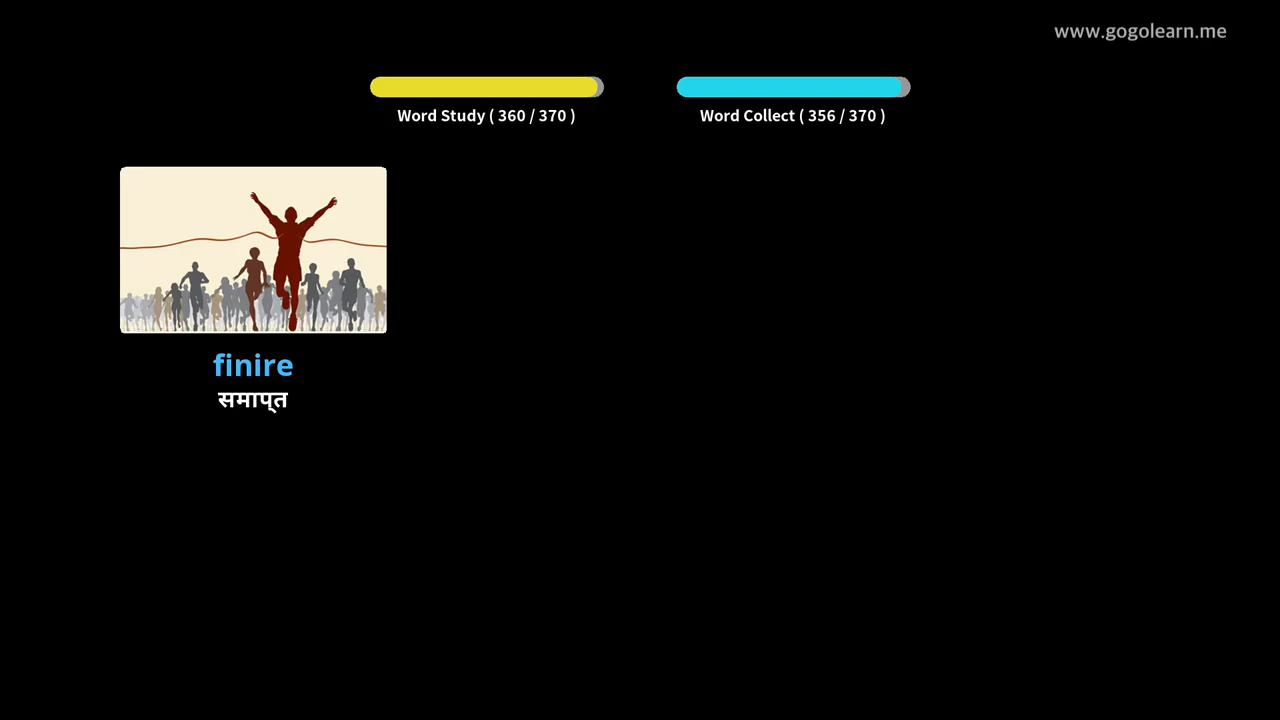 www.gogolearn.me
Word Study ( 360 / 370 )
Word Collect ( 356 / 370 )
finire
समाप्त